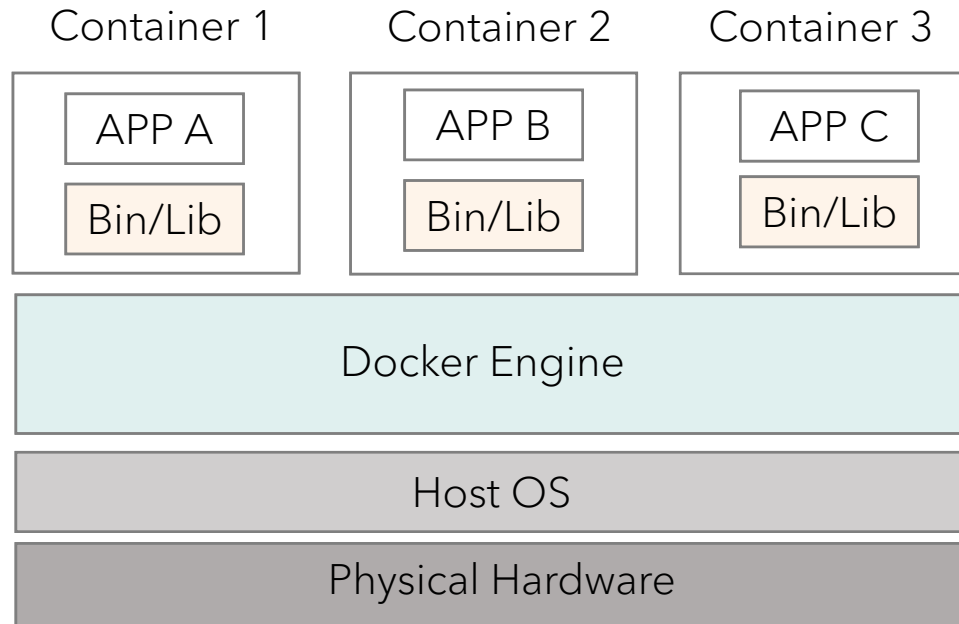 Container 1
Container 2
Container 3
APP A
APP B
APP C
Bin/Lib
Bin/Lib
Bin/Lib
Docker Engine
Host OS
Physical Hardware